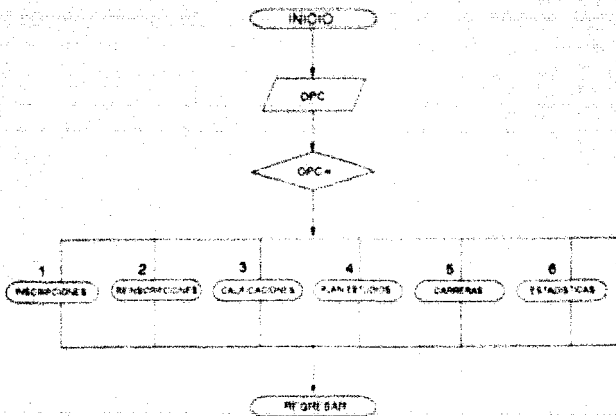 INICIO
OPC
OPC =
1 2 3 4 5 6
INSCRIPCIONES REINSCRIPCIONES CALIFICACIONES PLAN ESTUDIOS CARRERAS ESTADISTICAS
REGRESAR